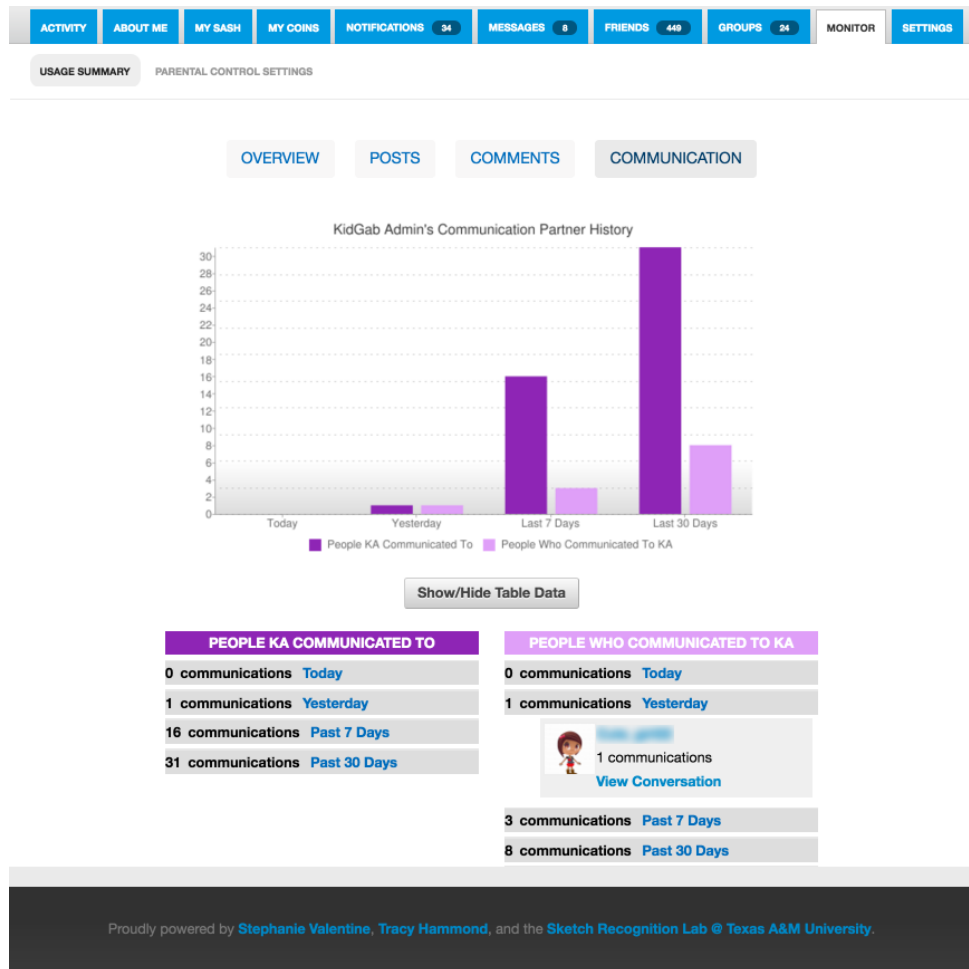 ACTIVITY ABOUT ME MY SASH MY COINS NOTIFICATIONS 34 MESSAGES 8 FRIENDS 449 GROUPS 24 MONITOR SETTINGS
USAGE SUMMARY PARENTAL CONTROL SETTINGS
OVERVIEW POSTS COMMENTS COMMUNICATION
KidGab Admin's Communication Partner History
30
28
26
24
22
20
18
16
14
12
10
8
6
4
2
0
Today Yesterday Last 7 Days Last 30 Days
People KA Communicated To People Who Communicated To KA
Show/Hide Table Data
PEOPLE KA COMMUNICATED TO
0 communications Today
1 communications Yesterday
16 communications Past 7 Days
31 communications Past 30 Days
PEOPLE WHO COMMUNICATED TO KA
0 communications Today
1 communications Yesterday
1 communications
View Conversation
3 communications Past 7 Days
8 communications Past 30 Days
Proudly powered by Stephanie Valentine, Tracy Hammond, and the Sketch Recognition Lab @ Texas A&M University.